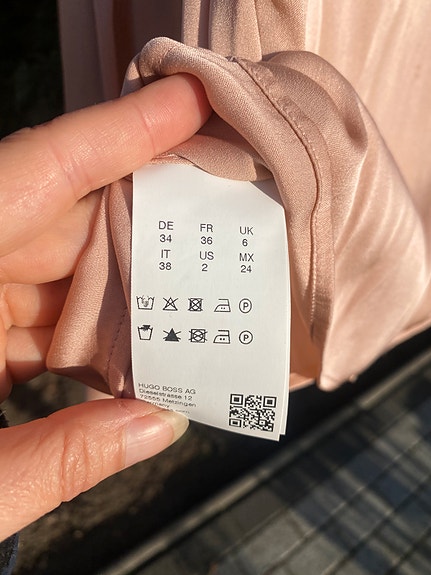 DE FR UK
34 36 6
IT US MX
38 2 24
P
P
HUGO BOSS AG
Dieselstrasse 12
72555 Metzingen